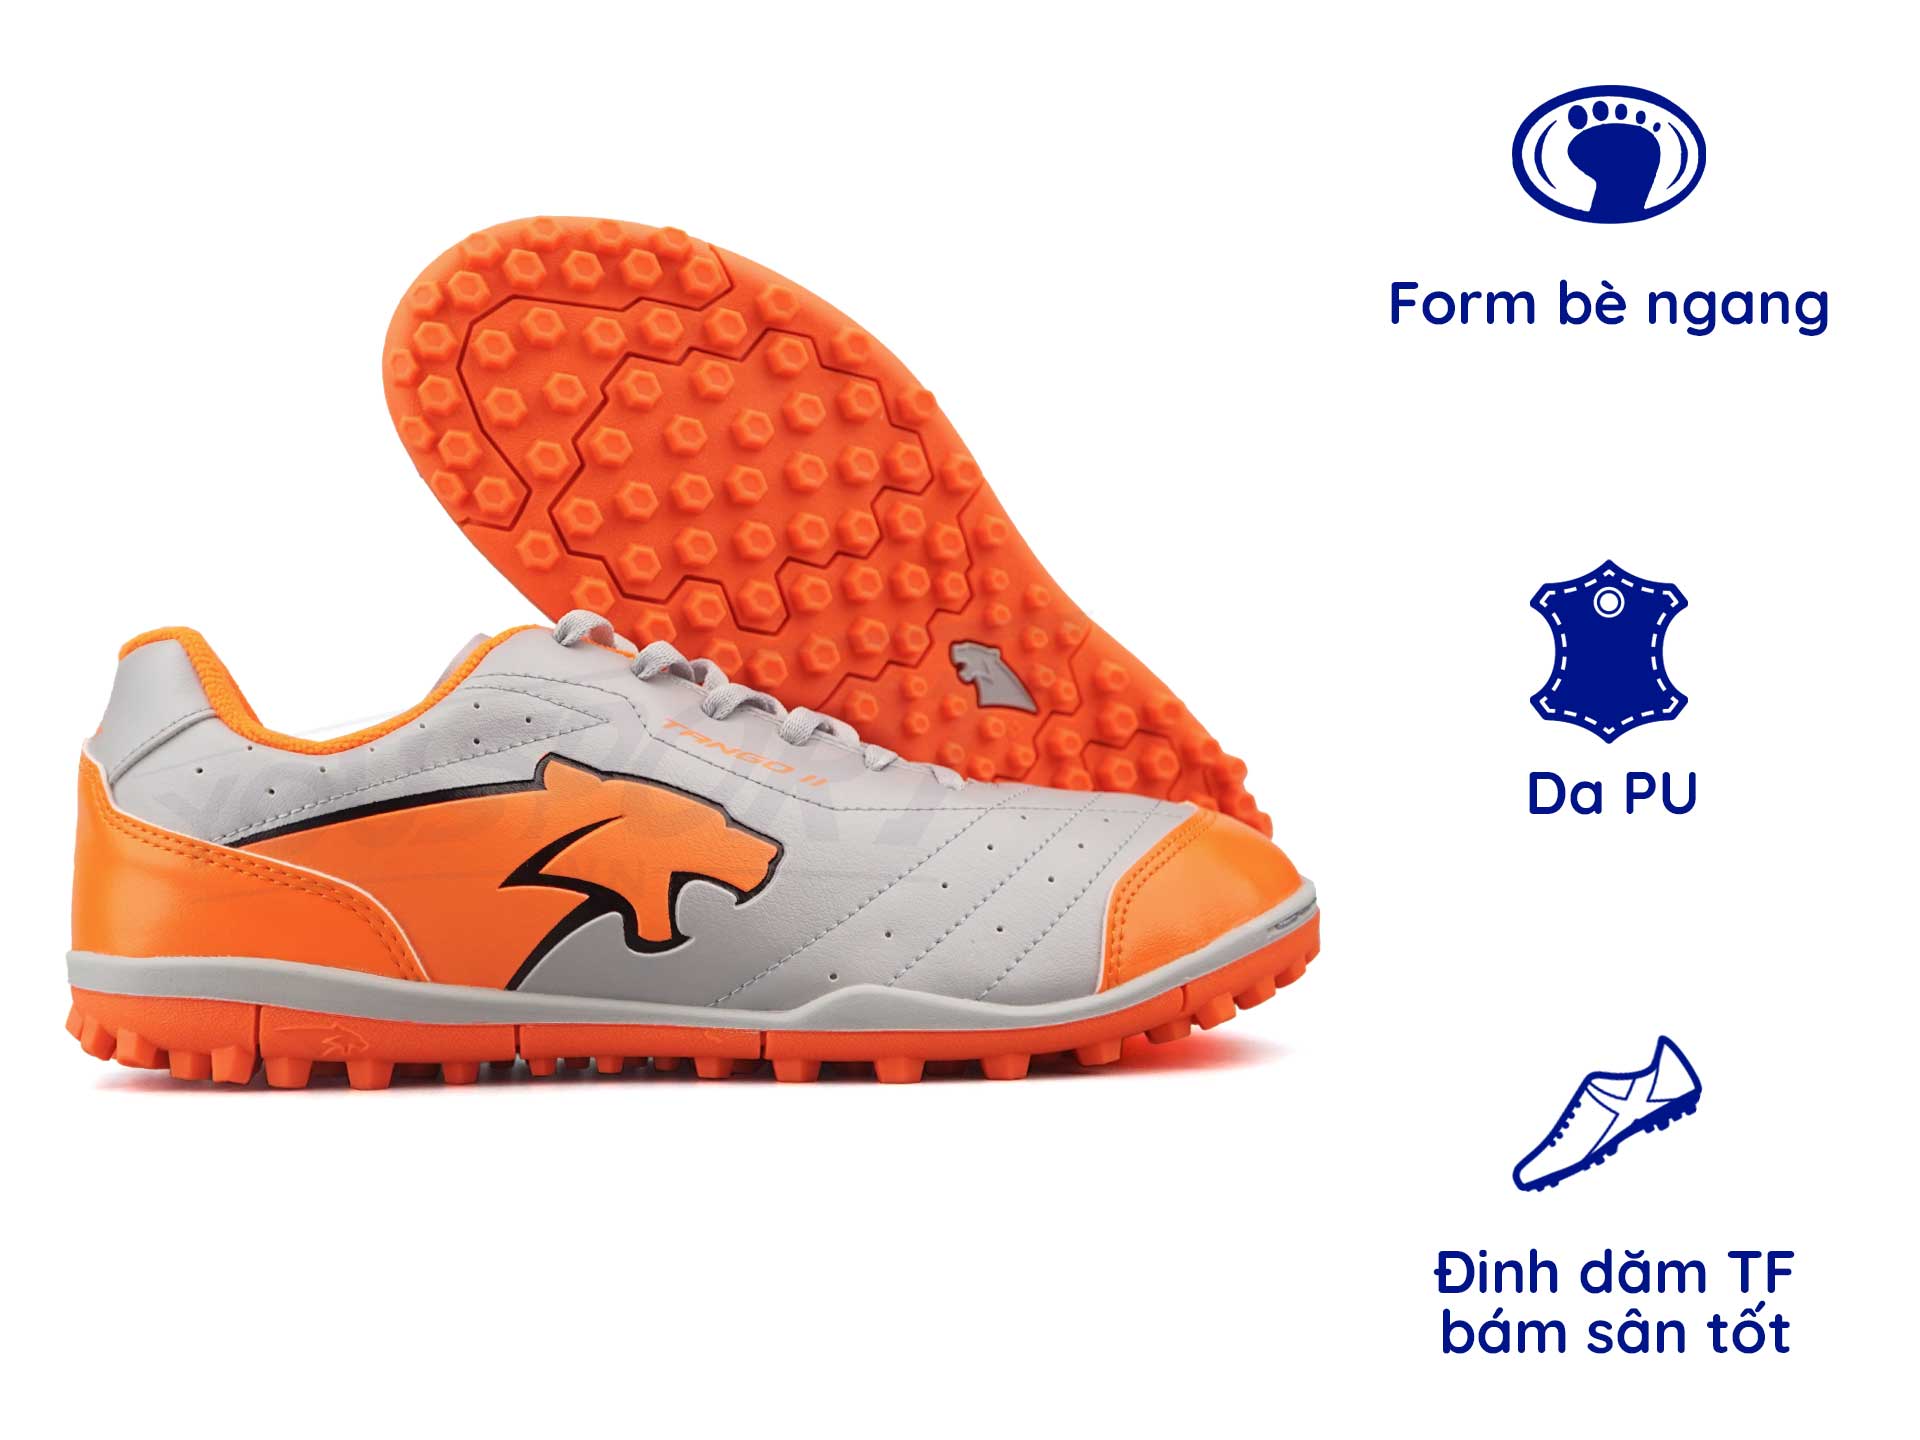 Form bè ngang
TANGO II
Da PU
Đinh dăm TF
bám sân tốt